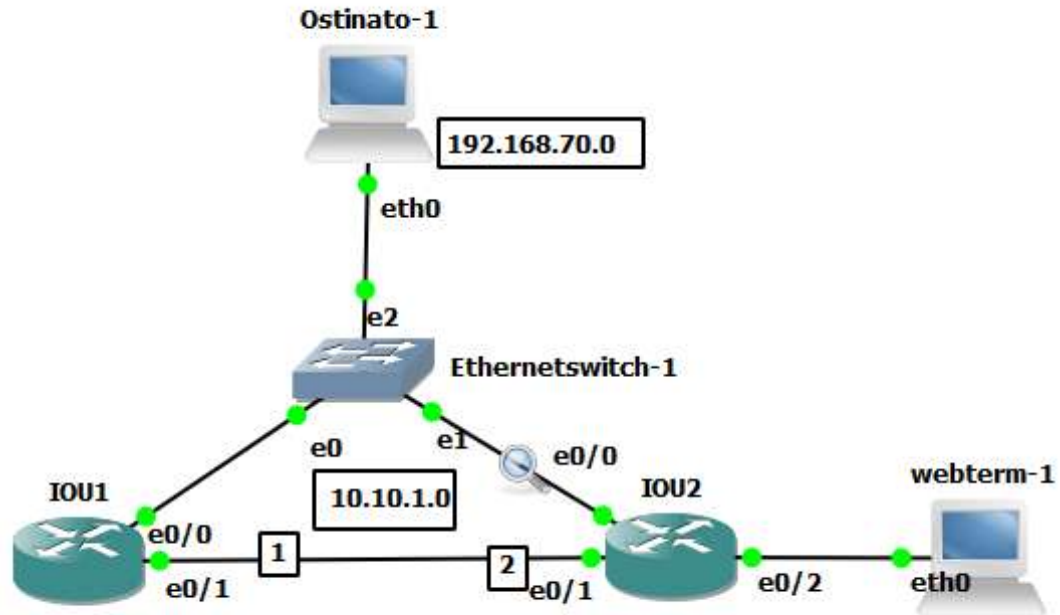 Ostinato-1
192.168.70.0
eth0
e2
Ethernetswitch-1
e0
e1
e0/0
IOU1
10.10.1.0
IOU2
webterm-1
e0/0
1
2
e0/1
e0/1
e0/2
eth0